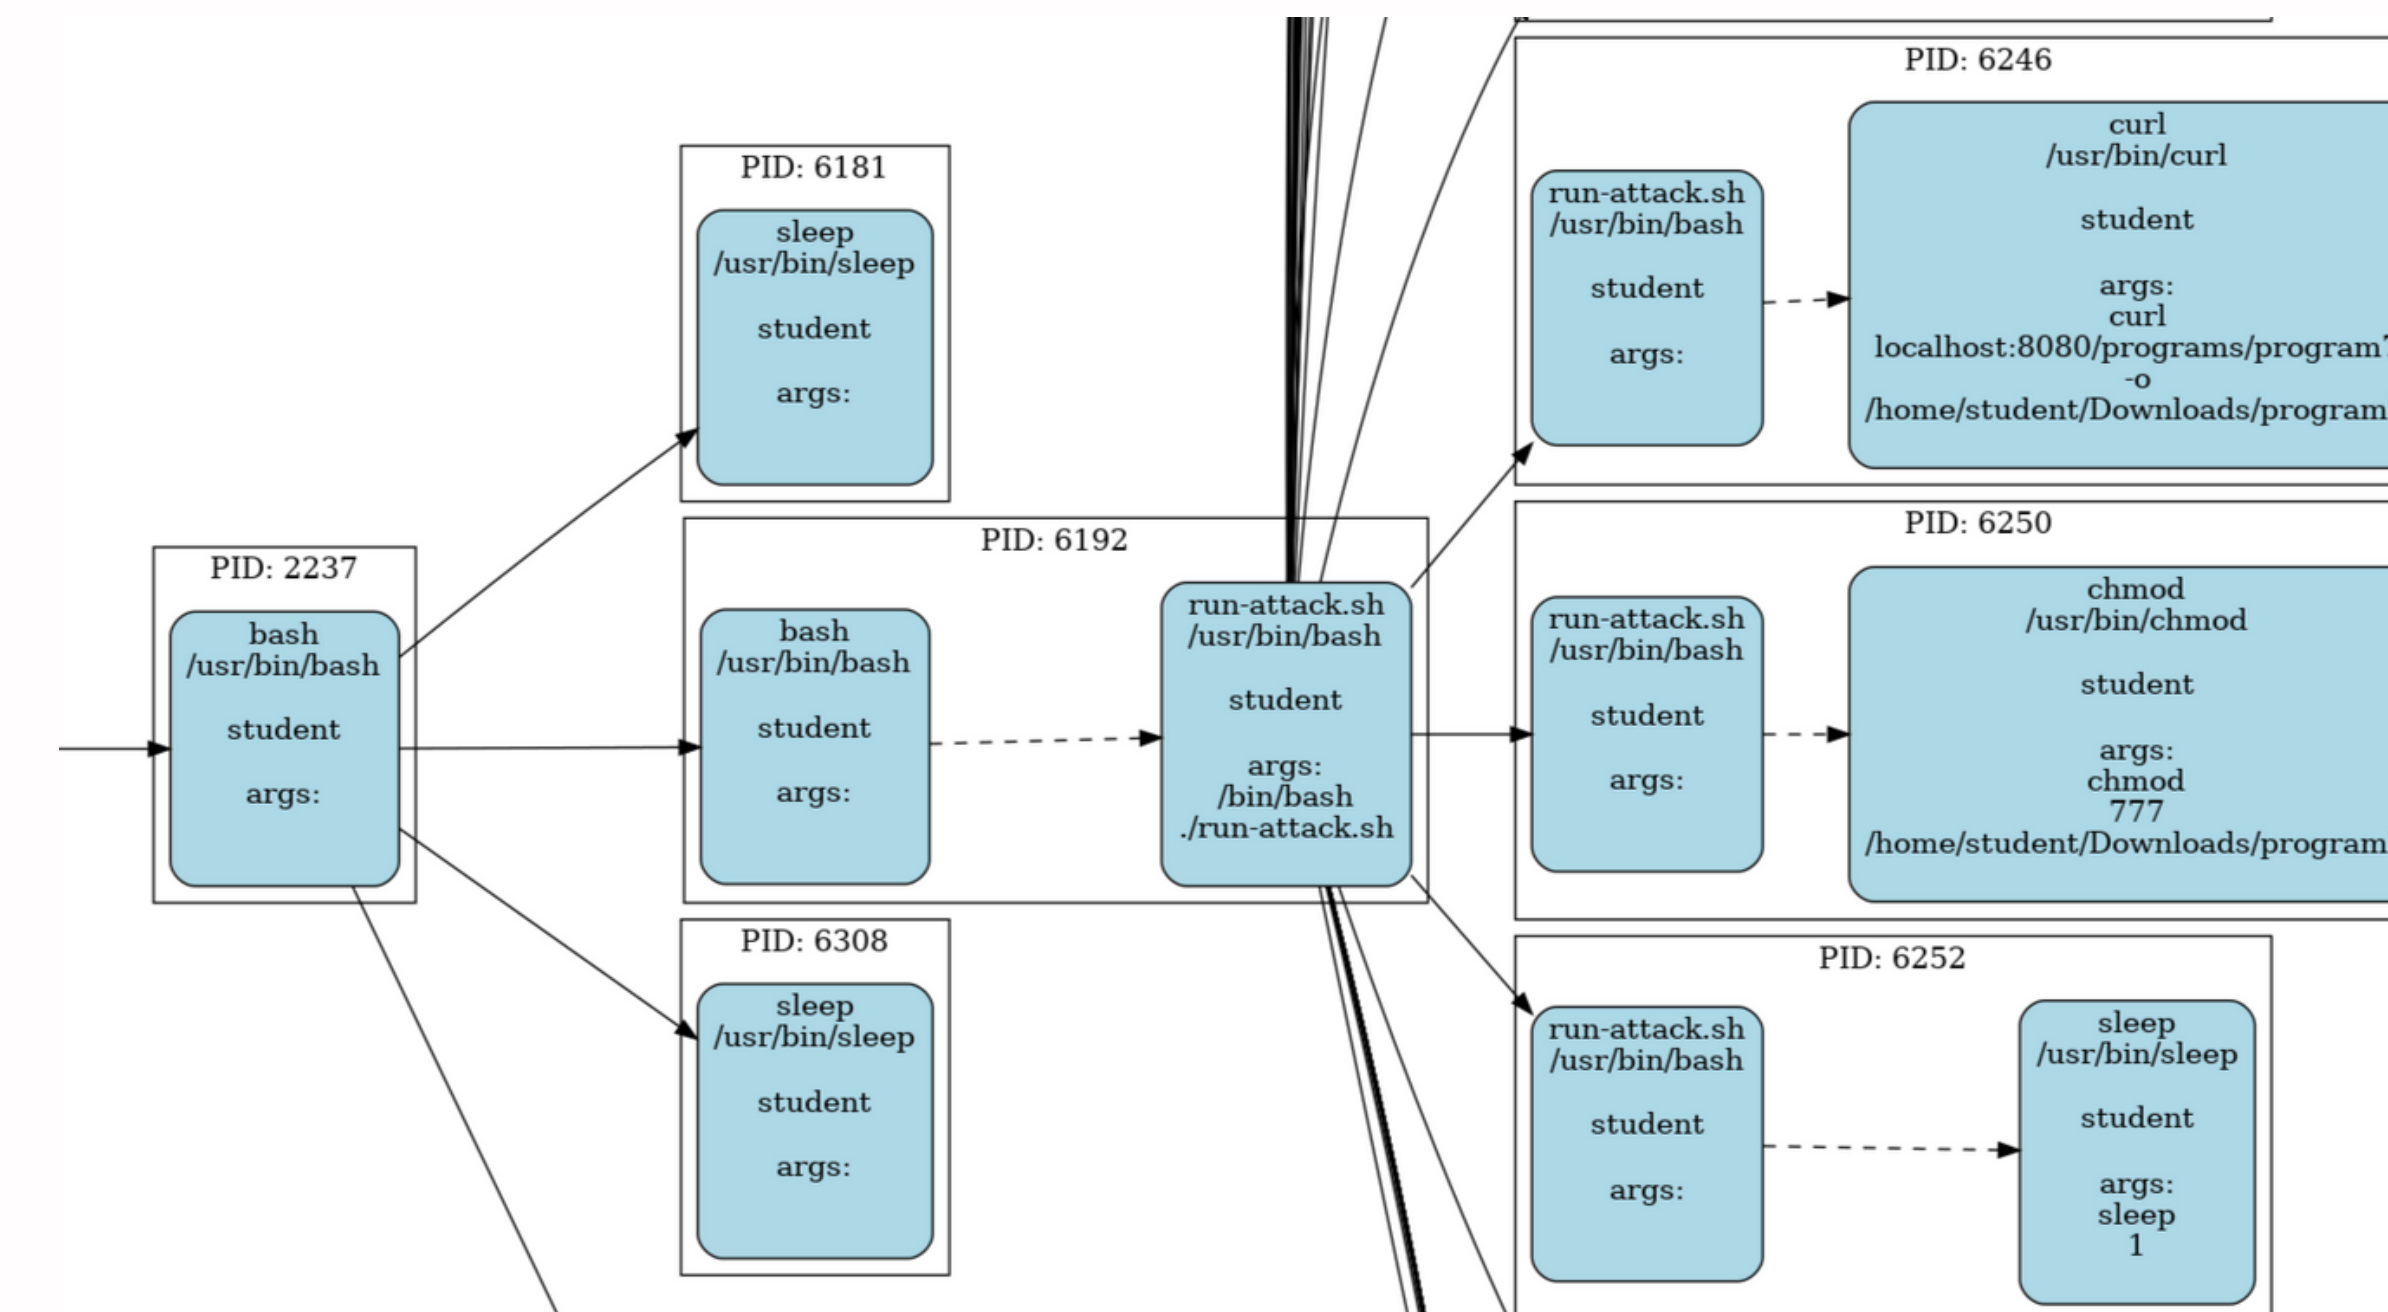 PID: 6246
curl
/usr/bin/curl
student
args:
curl
localhost:8080/programs/program?
-o
/home/student/Downloads/program
run-attack.sh
/usr/bin/bash
student
args:
PID: 6181
sleep
/usr/bin/sleep
student
args:
PID: 6192
bash
/usr/bin/bash
student
args:
run-attack.sh
/usr/bin/bash
student
args:
/bin/bash
./run-attack.sh
PID: 2237
bash
/usr/bin/bash
student
args:
PID: 6250
run-attack.sh
/usr/bin/bash
student
args:
chmod
/usr/bin/chmod
student
args:
chmod
777
/home/student/Downloads/program
PID: 6308
sleep
/usr/bin/sleep
student
args:
PID: 6252
run-attack.sh
/usr/bin/bash
student
args:
sleep
/usr/bin/sleep
student
args:
sleep
1